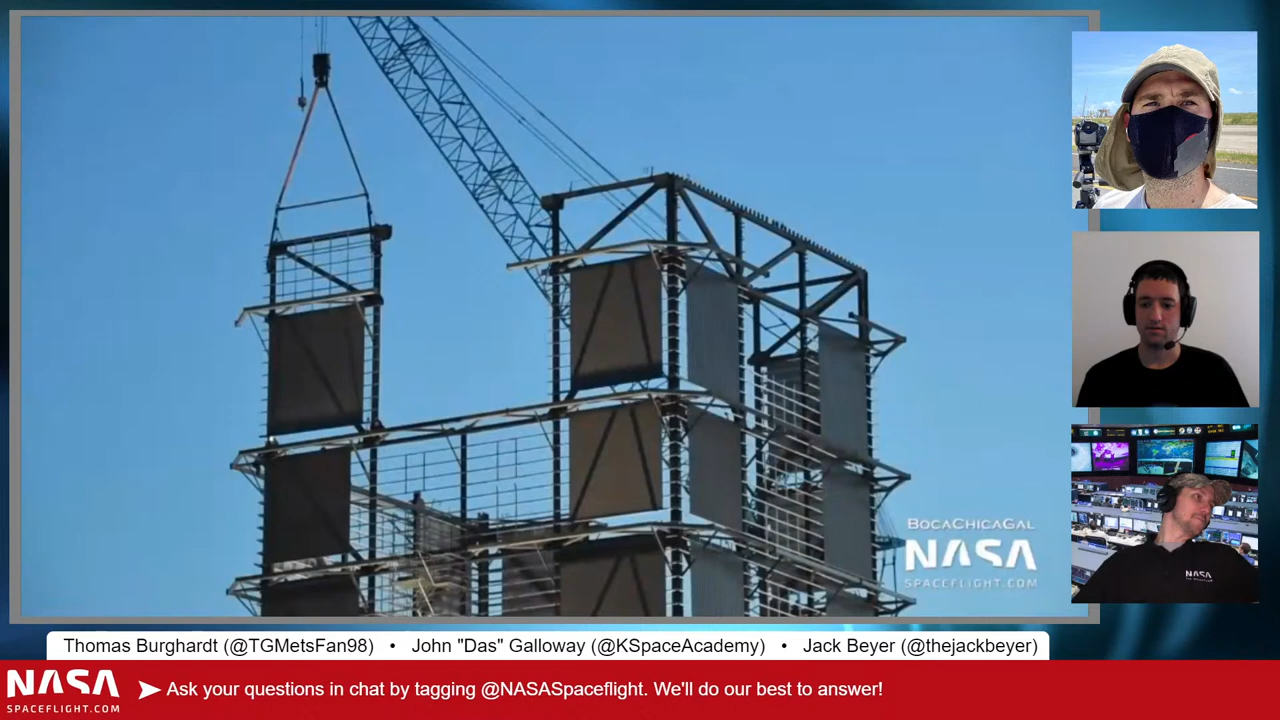 BOCACHICAGAL
NASA
SPACEFLIGHT.COM
NASA
Thomas Burghardt (@TGMetsFan98) • John "Das" Galloway (@KSpaceAcademy) • Jack Beyer (@thejackbeyer)
NASA
SPACEFLIGHT.COM
Ask your questions in chat by tagging @NASASpaceflight. We'll do our best to answer!